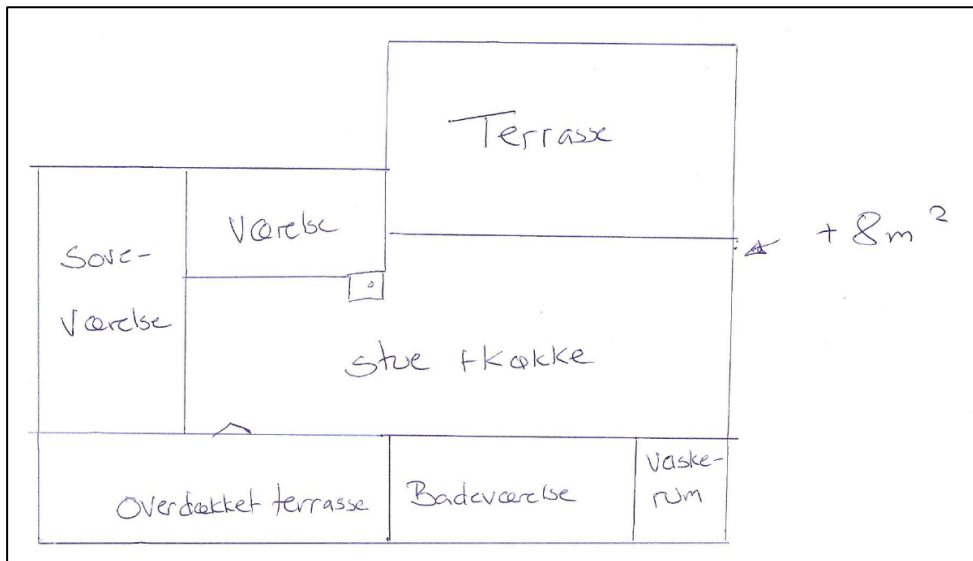 Terrasse
Værelse
+ 8m²
Sove-
Værelse
stue + køkke
Vaske-
rum
Overdækket terrasse
Badeværelse